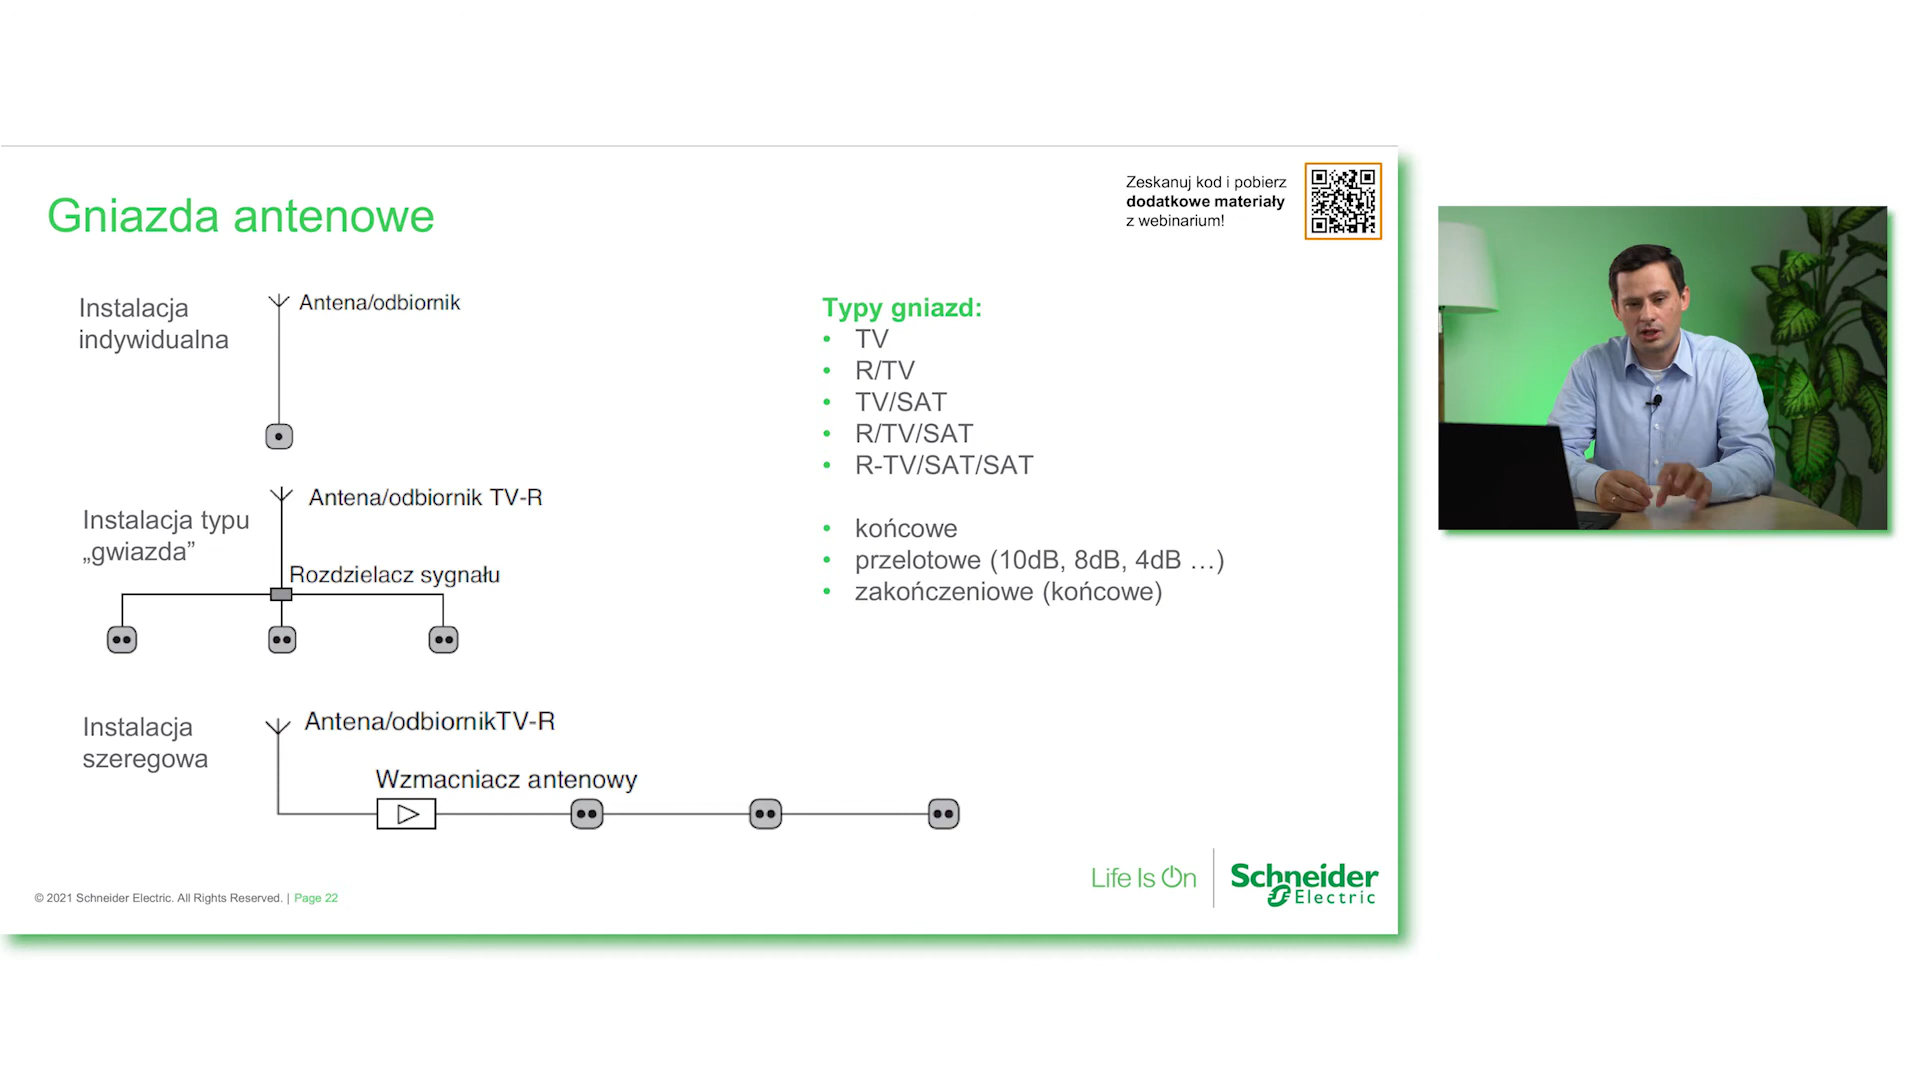 Zeskanuj kod i pobierz
dodatkowe materiały
z webinarium!
Gniazda antenowe
Instalacja
indywidualna
Antena/odbiornik
Instalacja typu
„gwiazda”
Antena/odbiornik TV-R
Rozdzielacz sygnału
Instalacja
szeregowa
Antena/odbiornikTV-R
Wzmacniacz antenowy
Typy gniazd:
• TV
• R/TV
• TV/SAT
• R/TV/SAT
• R-TV/SAT/SAT
• końcowe
• przelotowe (10dB, 8dB, 4dB …)
• zakończeniowe (końcowe)
© 2021 Schneider Electric. All Rights Reserved. | Page 22
Life Is On
Schneider
Electric